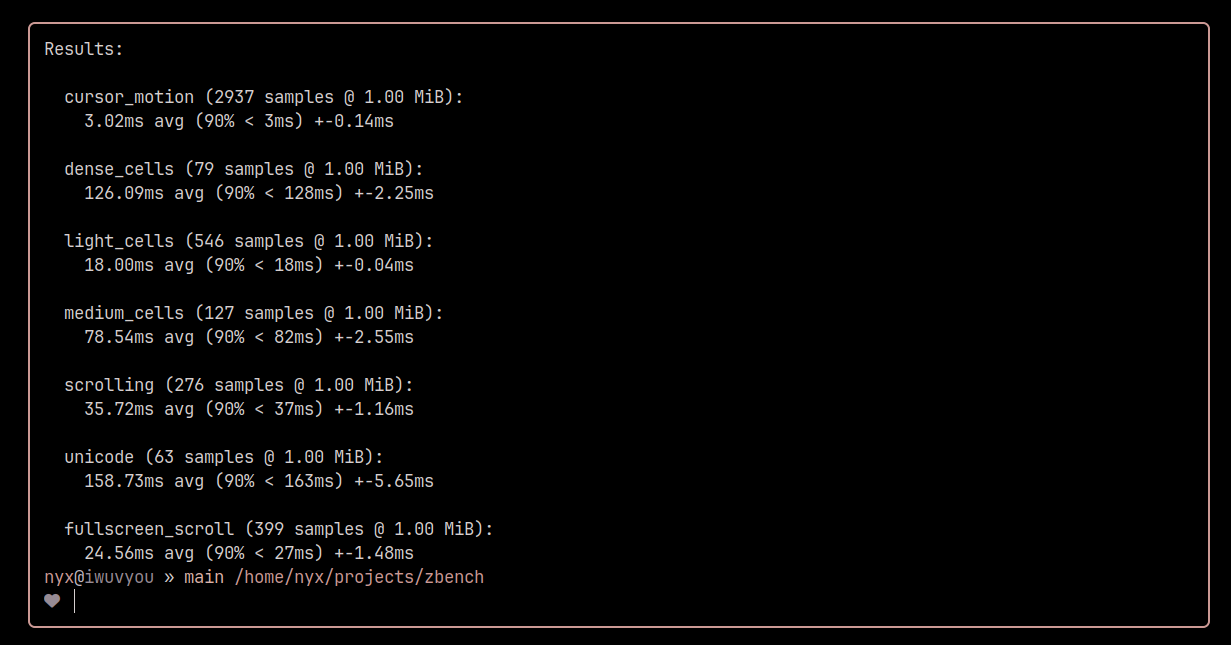 Results:
cursor_motion (2937 samples @ 1.00 MiB):
3.02ms avg (90% < 3ms) +-0.14ms
dense_cells (79 samples @ 1.00 MiB):
126.09ms avg (90% < 128ms) +-2.25ms
light_cells (546 samples @ 1.00 MiB):
18.00ms avg (90% < 18ms) +-0.04ms
medium_cells (127 samples @ 1.00 MiB):
78.54ms avg (90% < 82ms) +-2.55ms
scrolling (276 samples @ 1.00 MiB):
35.72ms avg (90% < 37ms) +-1.16ms
unicode (63 samples @ 1.00 MiB):
158.73ms avg (90% < 163ms) +-5.65ms
fullscreen_scroll (399 samples @ 1.00 MiB):
24.56ms avg (90% < 27ms) +-1.48ms
nyx@iwuvyou » main /home/nyx/projects/zbench
♥